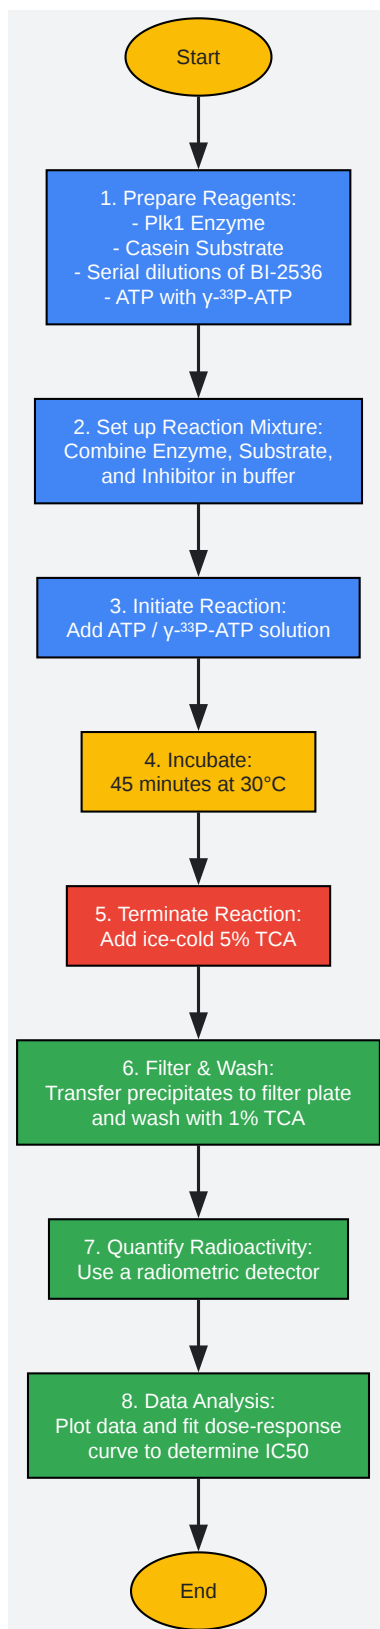 Start
1. Prepare Reagents:
- Plk1 Enzyme
- Casein Substrate
- Serial dilutions of BI-2536
- ATP with γ-³³P-ATP
2. Set up Reaction Mixture:
Combine Enzyme, Substrate,
and Inhibitor in buffer
3. Initiate Reaction:
Add ATP / γ-³³P-ATP solution
4. Incubate:
45 minutes at 30°C
5. Terminate Reaction:
Add ice-cold 5% TCA
6. Filter & Wash:
Transfer precipitates to filter plate
and wash with 1% TCA
7. Quantify Radioactivity:
Use a radiometric detector
8. Data Analysis:
Plot data and fit dose-response
curve to determine IC50
End